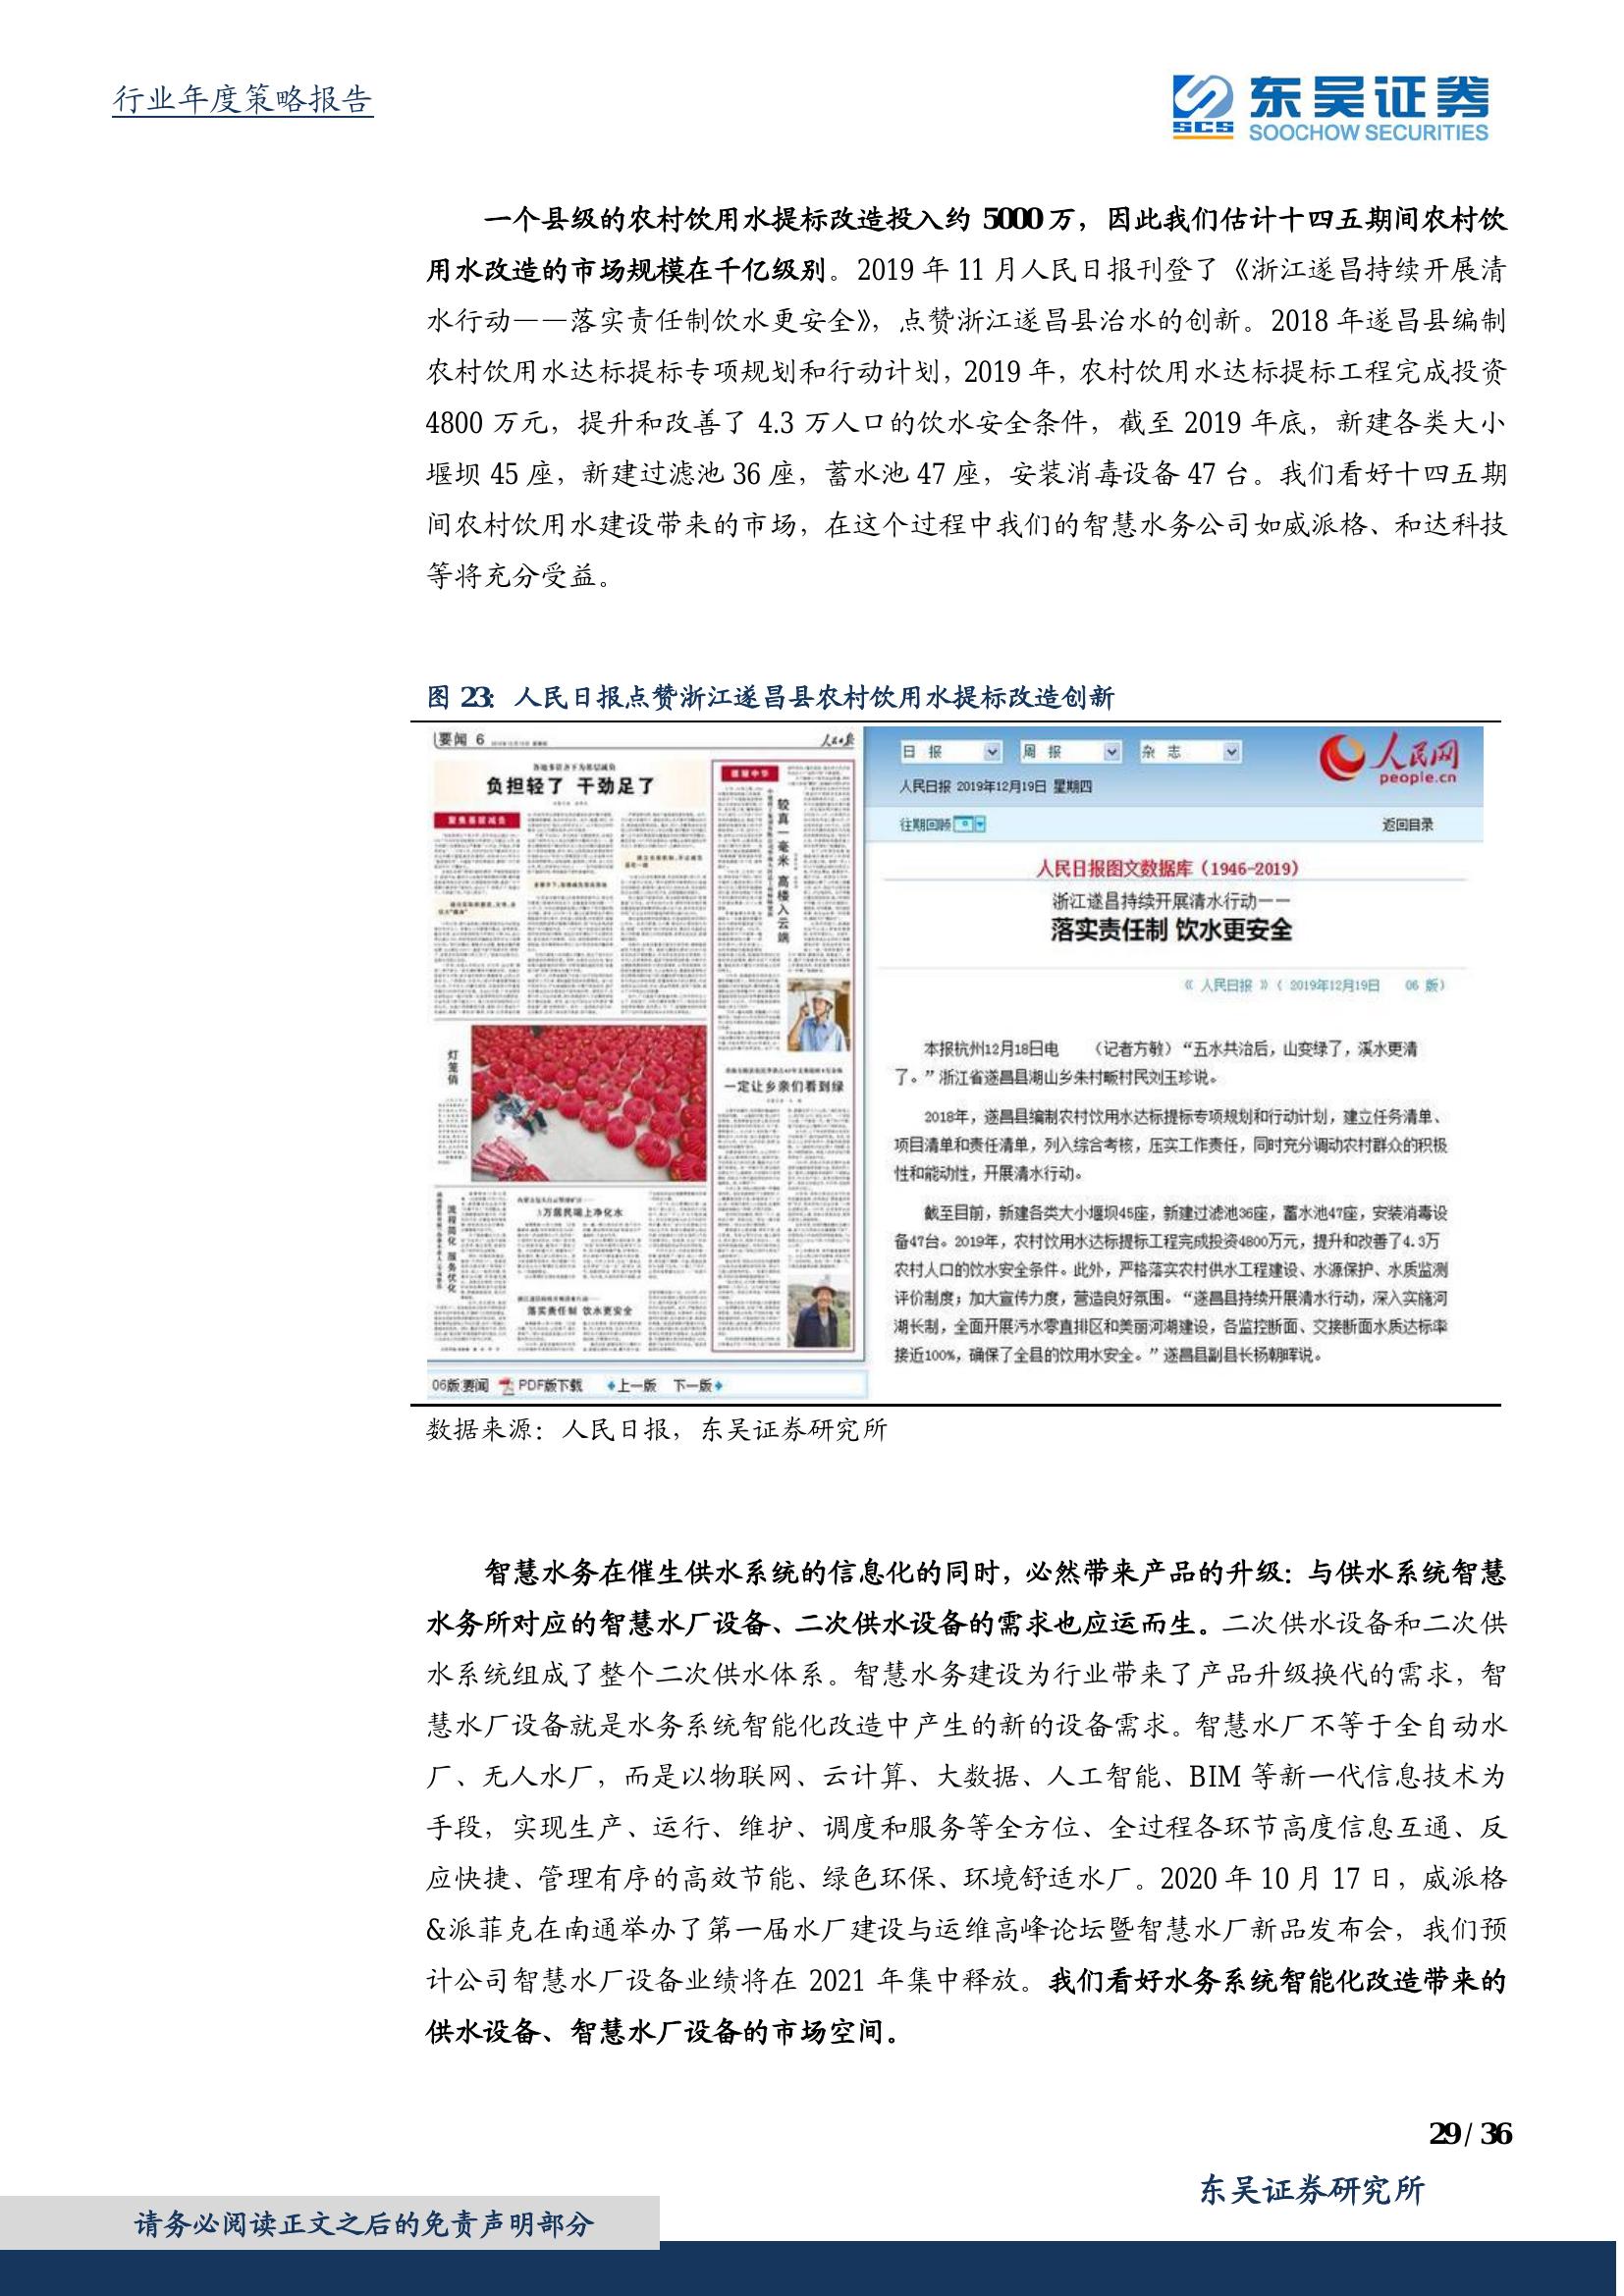 行业年度策略报告
东吴证券
SCS
SOOCHOW SECURITIES
一个县级的农村饮用水提标改造投入约 5000 万，因此我们估计十四五期间农村饮
用水改造的市场规模在千亿级别。2019 年 11 月人民日报刊登了《浙江遂昌持续开展清
水行动——落实责任制饮水更安全》，点赞浙江遂昌县治水的创新。2018 年遂昌县编制
农村饮用水达标提标专项规划和行动计划，2019 年，农村饮用水达标提标工程完成投资
4800 万元，提升和改善了 4.3 万人口的饮水安全条件，截至 2019 年底，新建各类大小
堰坝 45 座，新建过滤池 36 座，蓄水池 47 座，安装消毒设备 47 台。我们看好十四五期
间农村饮用水建设带来的市场，在这个过程中我们的智慧水务公司如威派格、和达科技
等将充分受益。
图 23：人民日报点赞浙江遂昌县农村饮用水提标改造创新
要闻 6
人民日报
负担轻了 干劲足了
聚焦基层减负
较真一毫米 高楼入云端
灯笼俏
一定让乡亲们看到绿
流程简化 服务优化
万居民喝上净化水
落实责任制 饮水更安全
06版:要闻 PDF版下载 上一版 下一版
日 报 周 报 杂 志
人民网
people.cn
人民日报 2019年12月19日 星期四
往期回顾 返回目录
人民日报图文数据库（1946-2019）
浙江遂昌持续开展清水行动——
落实责任制 饮水更安全
《 人民日报 》（ 2019年12月19日 06 版）
本报杭州12月18日电 （记者方敏）“五水共治后，山变绿了，溪水更清
了。”浙江省遂昌县湖山乡朱村畈村民刘玉珍说。
2018年，遂昌县编制农村饮用水达标提标专项规划和行动计划，建立任务清单、
项目清单和责任清单，列入综合考核，压实工作责任，同时充分调动农村群众的积极
性和能动性，开展清水行动。
截至目前，新建各类大小堰坝45座，新建过滤池36座，蓄水池47座，安装消毒设
备47台。2019年，农村饮用水达标提标工程完成投资4800万元，提升和改善了4.3万
农村人口的饮水安全条件。此外，严格落实农村供水工程建设、水源保护、水质监测
评价制度；加大宣传力度，营造良好氛围。“遂昌县持续开展清水行动，深入实施河
湖长制，全面开展污水零直排区和美丽河湖建设，各监控断面、交接断面水质达标率
接近100%，确保了全县的饮用水安全。”遂昌县副县长杨朝晖说。
数据来源：人民日报，东吴证券研究所
智慧水务在催生供水系统的信息化的同时，必然带来产品的升级：与供水系统智慧
水务所对应的智慧水厂设备、二次供水设备的需求也应运而生。二次供水设备和二次供
水系统组成了整个二次供水体系。智慧水务建设为行业带来了产品升级换代的需求，智
慧水厂设备就是水务系统智能化改造中产生的新的设备需求。智慧水厂不等于全自动水
厂、无人水厂，而是以物联网、云计算、大数据、人工智能、BIM 等新一代信息技术为
手段，实现生产、运行、维护、调度和服务等全方位、全过程各环节高度信息互通、反
应快捷、管理有序的高效节能、绿色环保、环境舒适水厂。2020 年 10 月 17 日，威派格
&派菲克在南通举办了第一届水厂建设与运维高峰论坛暨智慧水厂新品发布会，我们预
计公司智慧水厂设备业绩将在 2021 年集中释放。我们看好水务系统智能化改造带来的
供水设备、智慧水厂设备的市场空间。
29 / 36
东吴证券研究所
请务必阅读正文之后的免责声明部分